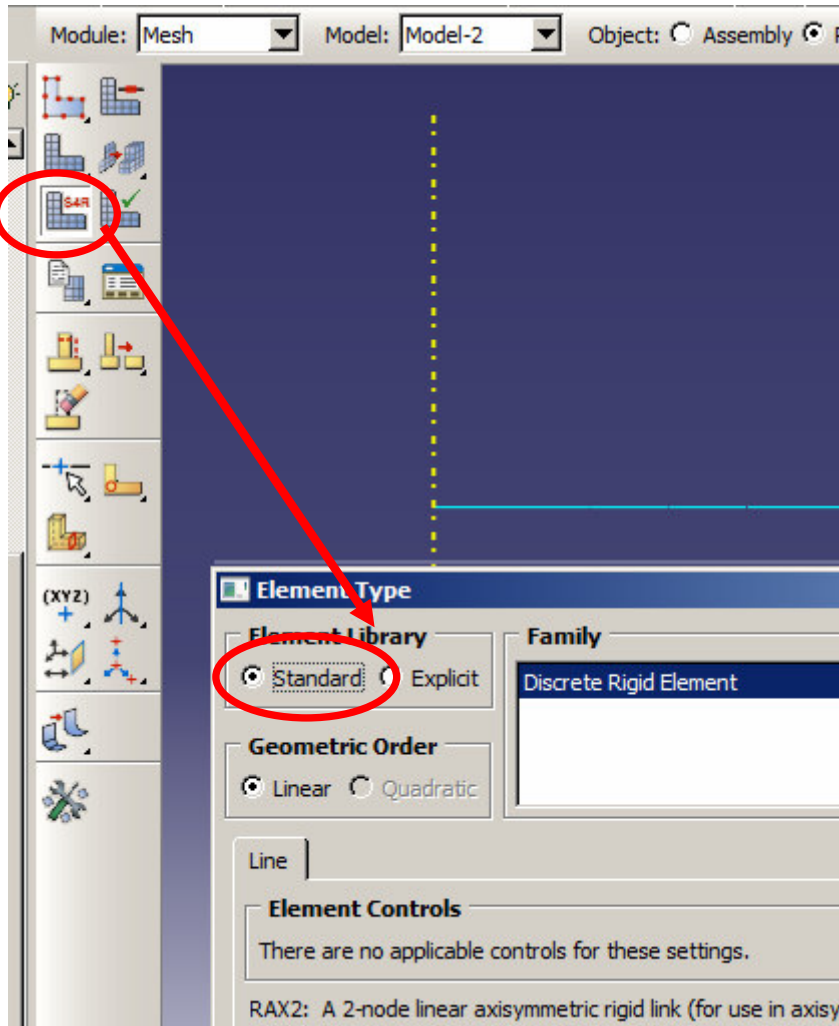 Module: Mesh Model: Model-2 Object: Assembly
S4R
(XYZ)
Element Type
Element Library Family
Standard Explicit Discrete Rigid Element
Geometric Order
Linear Quadratic
Line
Element Controls
There are no applicable controls for these settings.
RAX2: A 2-node linear axisymmetric rigid link (for use in axisy